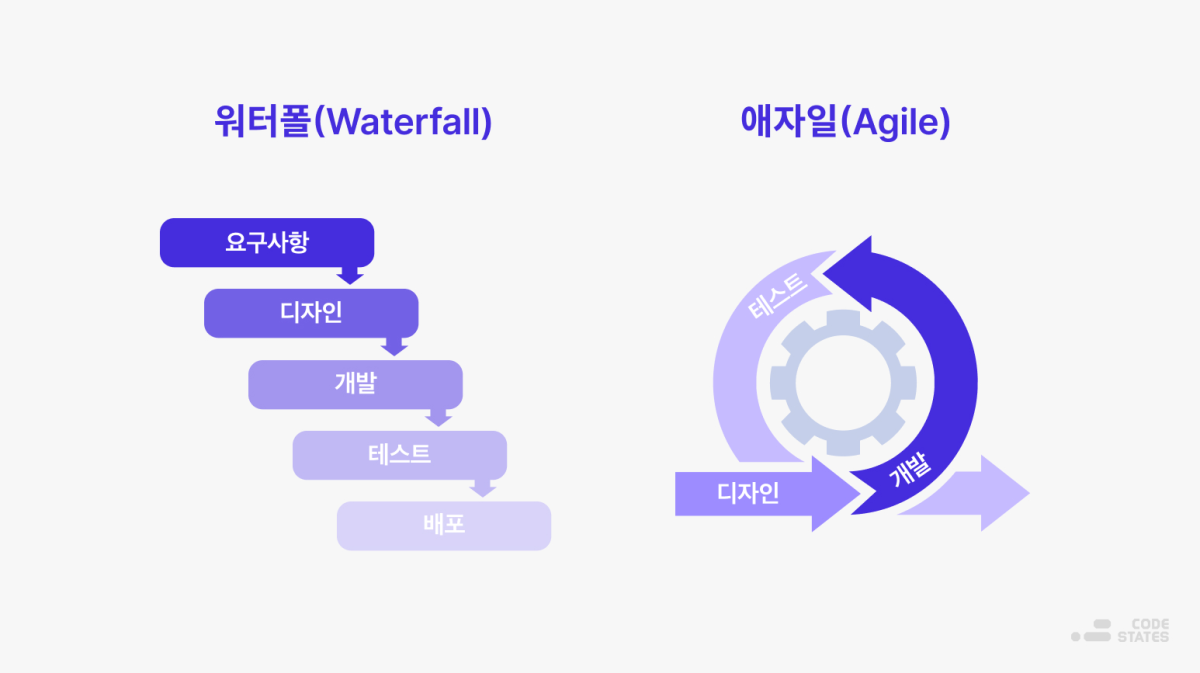 워터폴(Waterfall)
요구사항
디자인
개발
테스트
배포
애자일(Agile)
테스트
개발
디자인
CODE
STATES